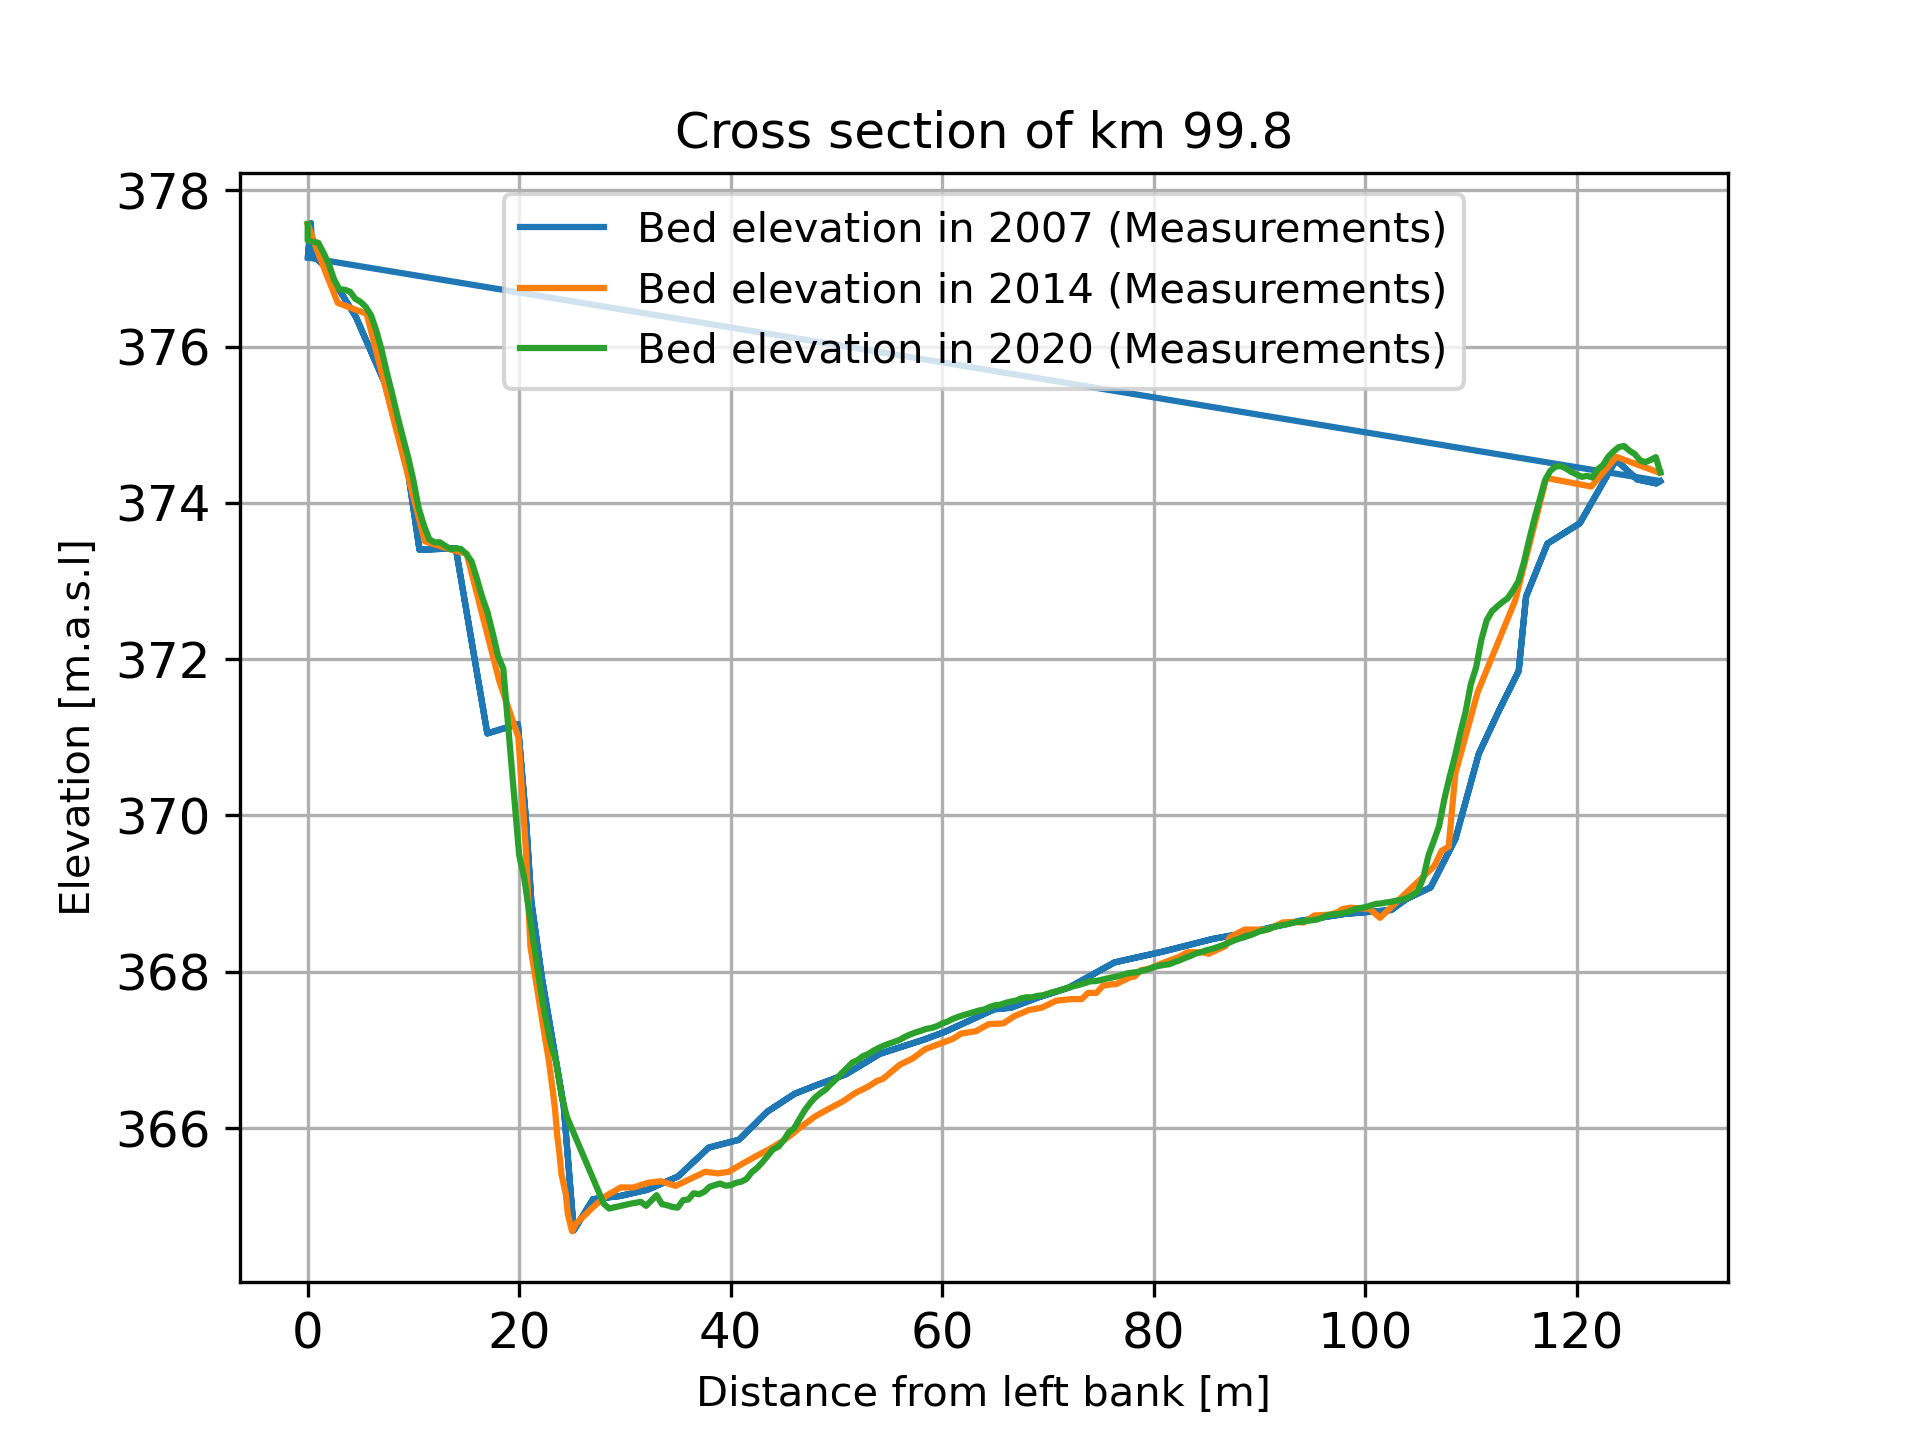 Cross section of km 99.8
Bed elevation in 2007 (Measurements)
Bed elevation in 2014 (Measurements)
Bed elevation in 2020 (Measurements)
Elevation [m.a.s.l]
378
376
374
372
370
368
366
0 20 40 60 80 100 120
Distance from left bank [m]